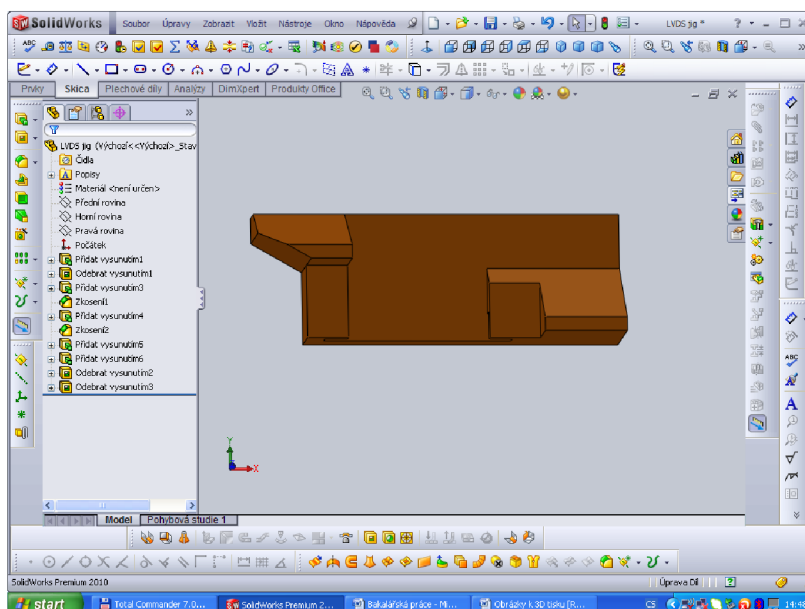 SolidWorks Soubor Úpravy Zobrazit Vložit Nástroje Okno Nápověda LVDS jig * ?
Prvky Skica Plechové díly Analýzy DimXpert Produkty Office
LVDS jig (Výchozí<<Výchozí>_Stav
Čidla
Popisy
Materiál <není určen>
Přední rovina
Horní rovina
Pravá rovina
Počátek
Přidat vysunutím1
Odebrat vysunutím1
Přidat vysunutím3
Zkosení1
Přidat vysunutím4
Zkosení2
Přidat vysunutím5
Přidat vysunutím6
Odebrat vysunutím2
Odebrat vysunutím3
Y
X
ABC
A
Model Pohybová studie 1
SolidWorks Premium 2010 Úprava Díl
start Total Commander 7.0... SolidWorks Premium 2... Bakalářská práce - Mi... Obrázky k 3D tisku [R... CS